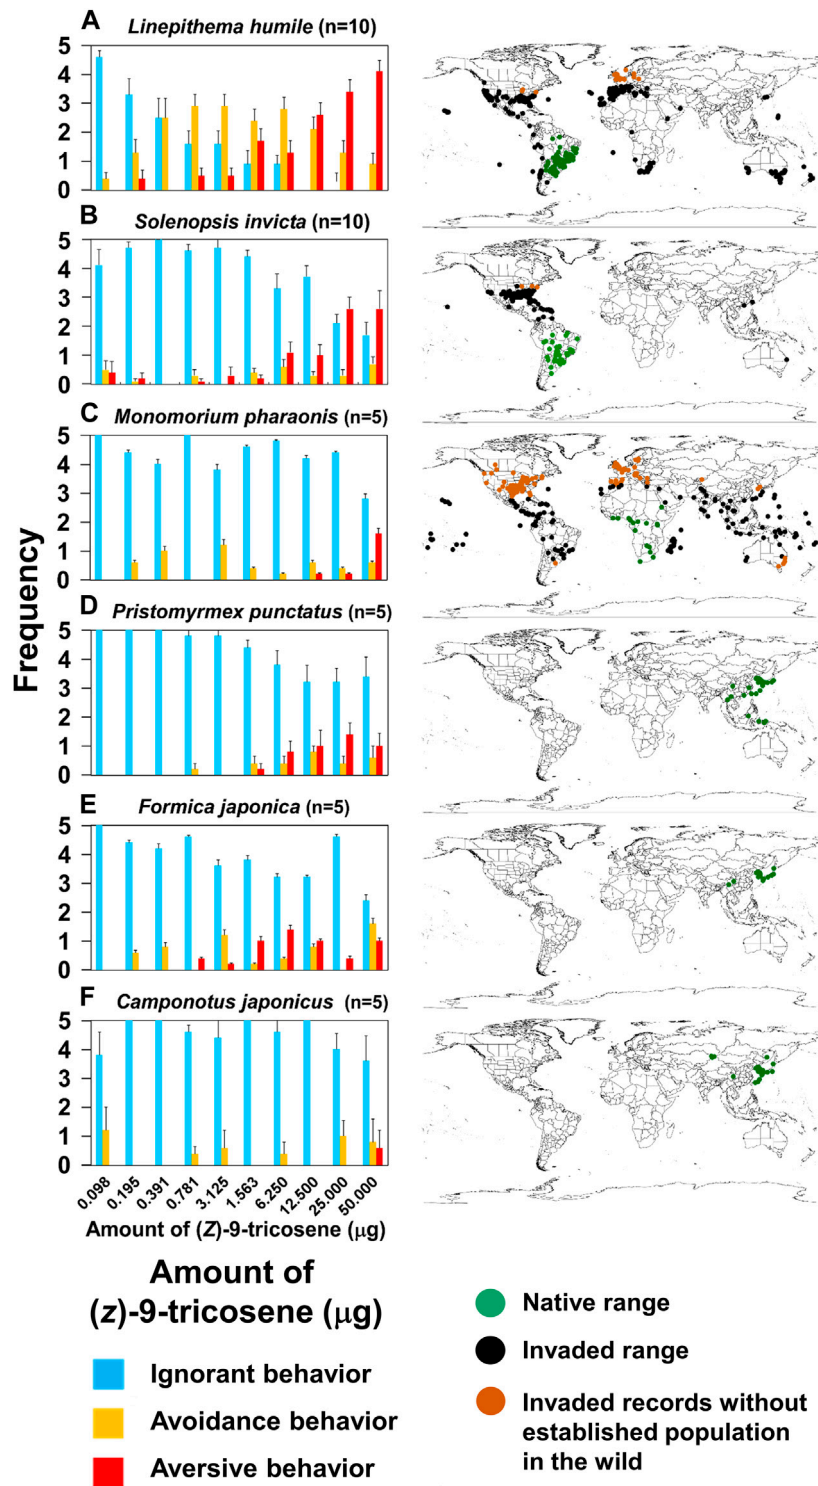 A
Linepithema humile (n=10)
5
4
3
2
1
0
B
Solenopsis invicta (n=10)
5
4
3
2
1
0
C
Monomorium pharaonis (n=5)
5
4
3
2
1
0
D
Pristomyrmex punctatus (n=5)
5
4
3
2
1
0
E
Formica japonica (n=5)
5
4
3
2
1
0
F
Camponotus japonicus (n=5)
5
4
3
2
1
0
Frequency
0.098 0.195 0.391 0.781 3.125 1.563 6.250 12.500 25.000 50.000
Amount of (Z)-9-tricosene (μg)
Amount of
(z)-9-tricosene (μg)
Ignorant behavior
Avoidance behavior
Aversive behavior
Native range
Invaded range
Invaded records without
established population
in the wild